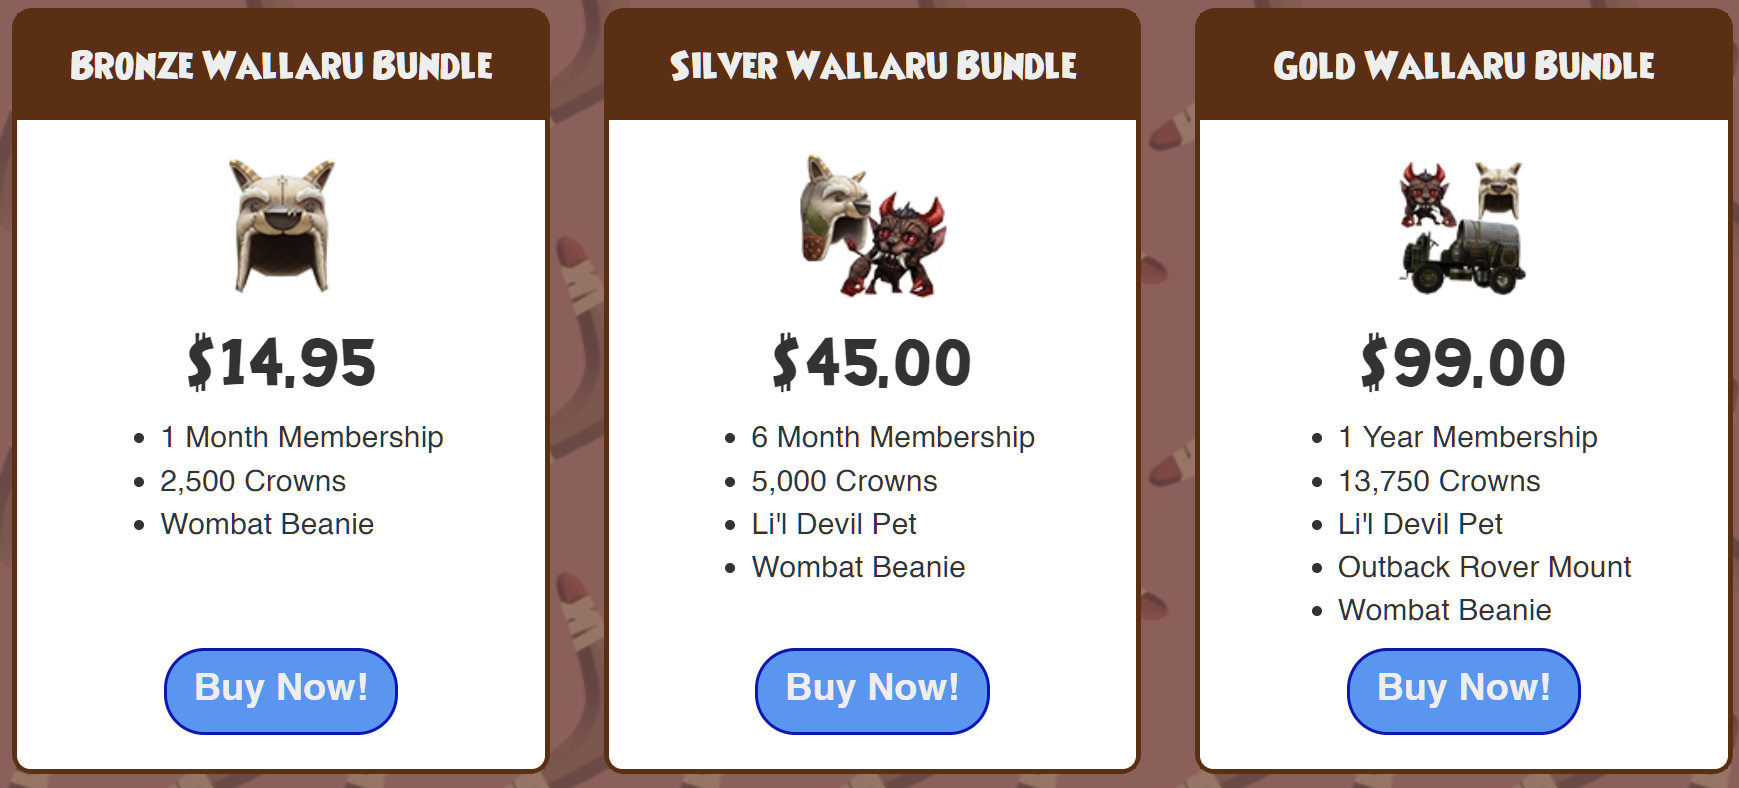 BRONZE WALLARU BUNDLE
$14.95
• 1 Month Membership
• 2,500 Crowns
• Wombat Beanie
Buy Now!
SILVER WALLARU BUNDLE
$45.00
• 6 Month Membership
• 5,000 Crowns
• Li'l Devil Pet
• Wombat Beanie
Buy Now!
GOLD WALLARU BUNDLE
$99.00
• 1 Year Membership
• 13,750 Crowns
• Li'l Devil Pet
• Outback Rover Mount
• Wombat Beanie
Buy Now!